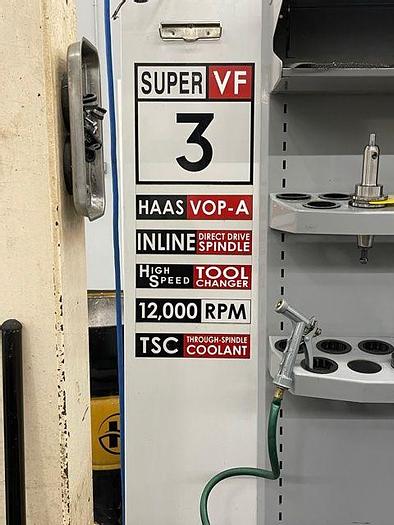 SUPER VF
3
HAAS VOP-A
INLINE DIRECT DRIVE SPINDLE
HIGH SPEED TOOL CHANGER
12,000 RPM
TSC THROUGH-SPINDLE COOLANT